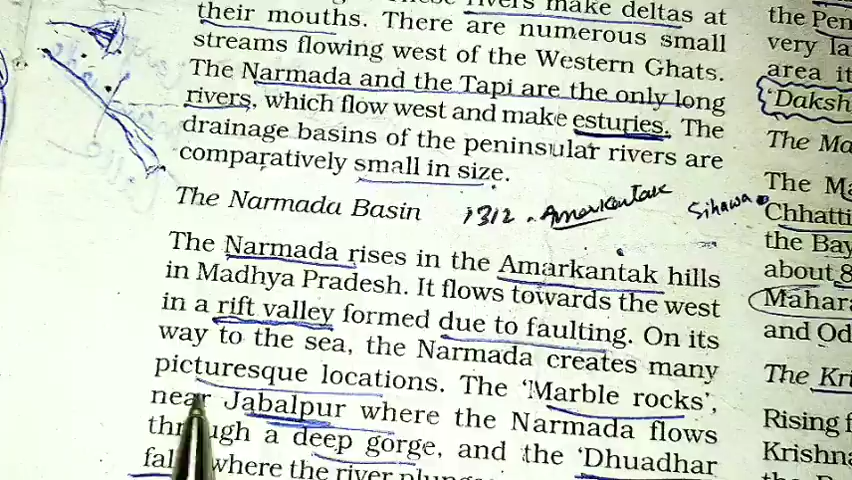 rivers make deltas at
their mouths. There are numerous small
streams flowing west of the Western Ghats.
The Narmada and the Tapi are the only long
rivers, which flow west and make esturies. The
drainage basins of the peninsular rivers are
comparatively small in size.
The Narmada Basin
1312. Amarkantak
Sihawa
The Narmada rises in the Amarkantak hills
in Madhya Pradesh. It flows towards the west
in a rift valley formed due to faulting. On its
way to the sea, the Narmada creates many
picturesque locations. The ‘Marble rocks’,
near Jabalpur where the Narmada flows
through a deep gorge, and the ‘Dhuadhar
where the river
the Pen
very la
area it
‘Daksh
The Ma
The Ma
Chhatti
the Bay
about 8
Mahar
and Od
The Kri
Rising f
Krishna